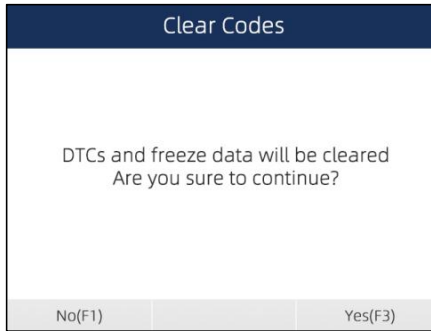 Clear Codes
DTCs and freeze data will be cleared
Are you sure to continue?
No(F1)
Yes(F3)